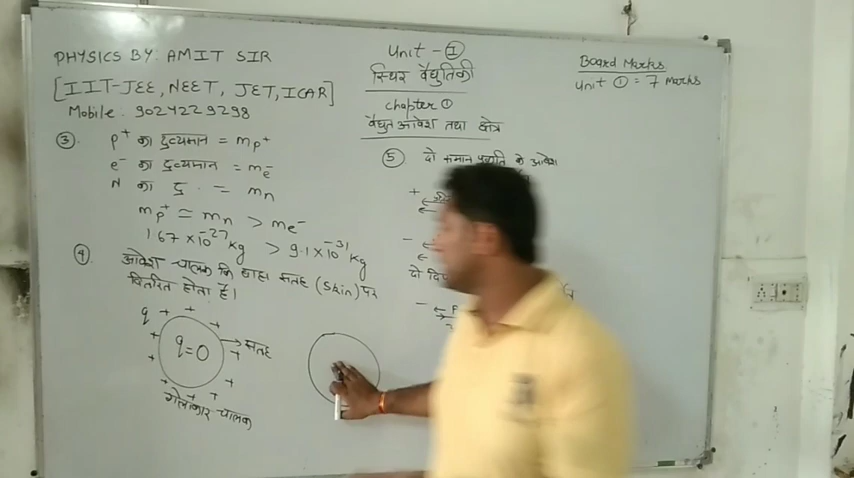 PHYSICS BY: AMIT SIR
[IIT-JEE, NEET, JET, ICAR]
Mobile : 9024229298
Unit - I
स्थिर वैद्युतिकी
chapter ①
वैद्युत आवेश तथा क्षेत्र
Board Marks
Unit ① = 7 Marks
③. p⁺ का द्रव्यमान = mp⁺
e⁻ का द्रव्यमान = me⁻
N का द्र. = mn
mp⁺ ≃ mn > me⁻
1.67×10⁻²⁷ Kg > 9.1×10⁻³¹ Kg
④. आवेश चालक कि बाह्य सतह (Skin) पर
वितरित होता है।
q + + + + + + + + + +
q=0
सतह
गोलाकार चालक
⑤ दो समान प्रकृति के आवेश
+
-
दो
-